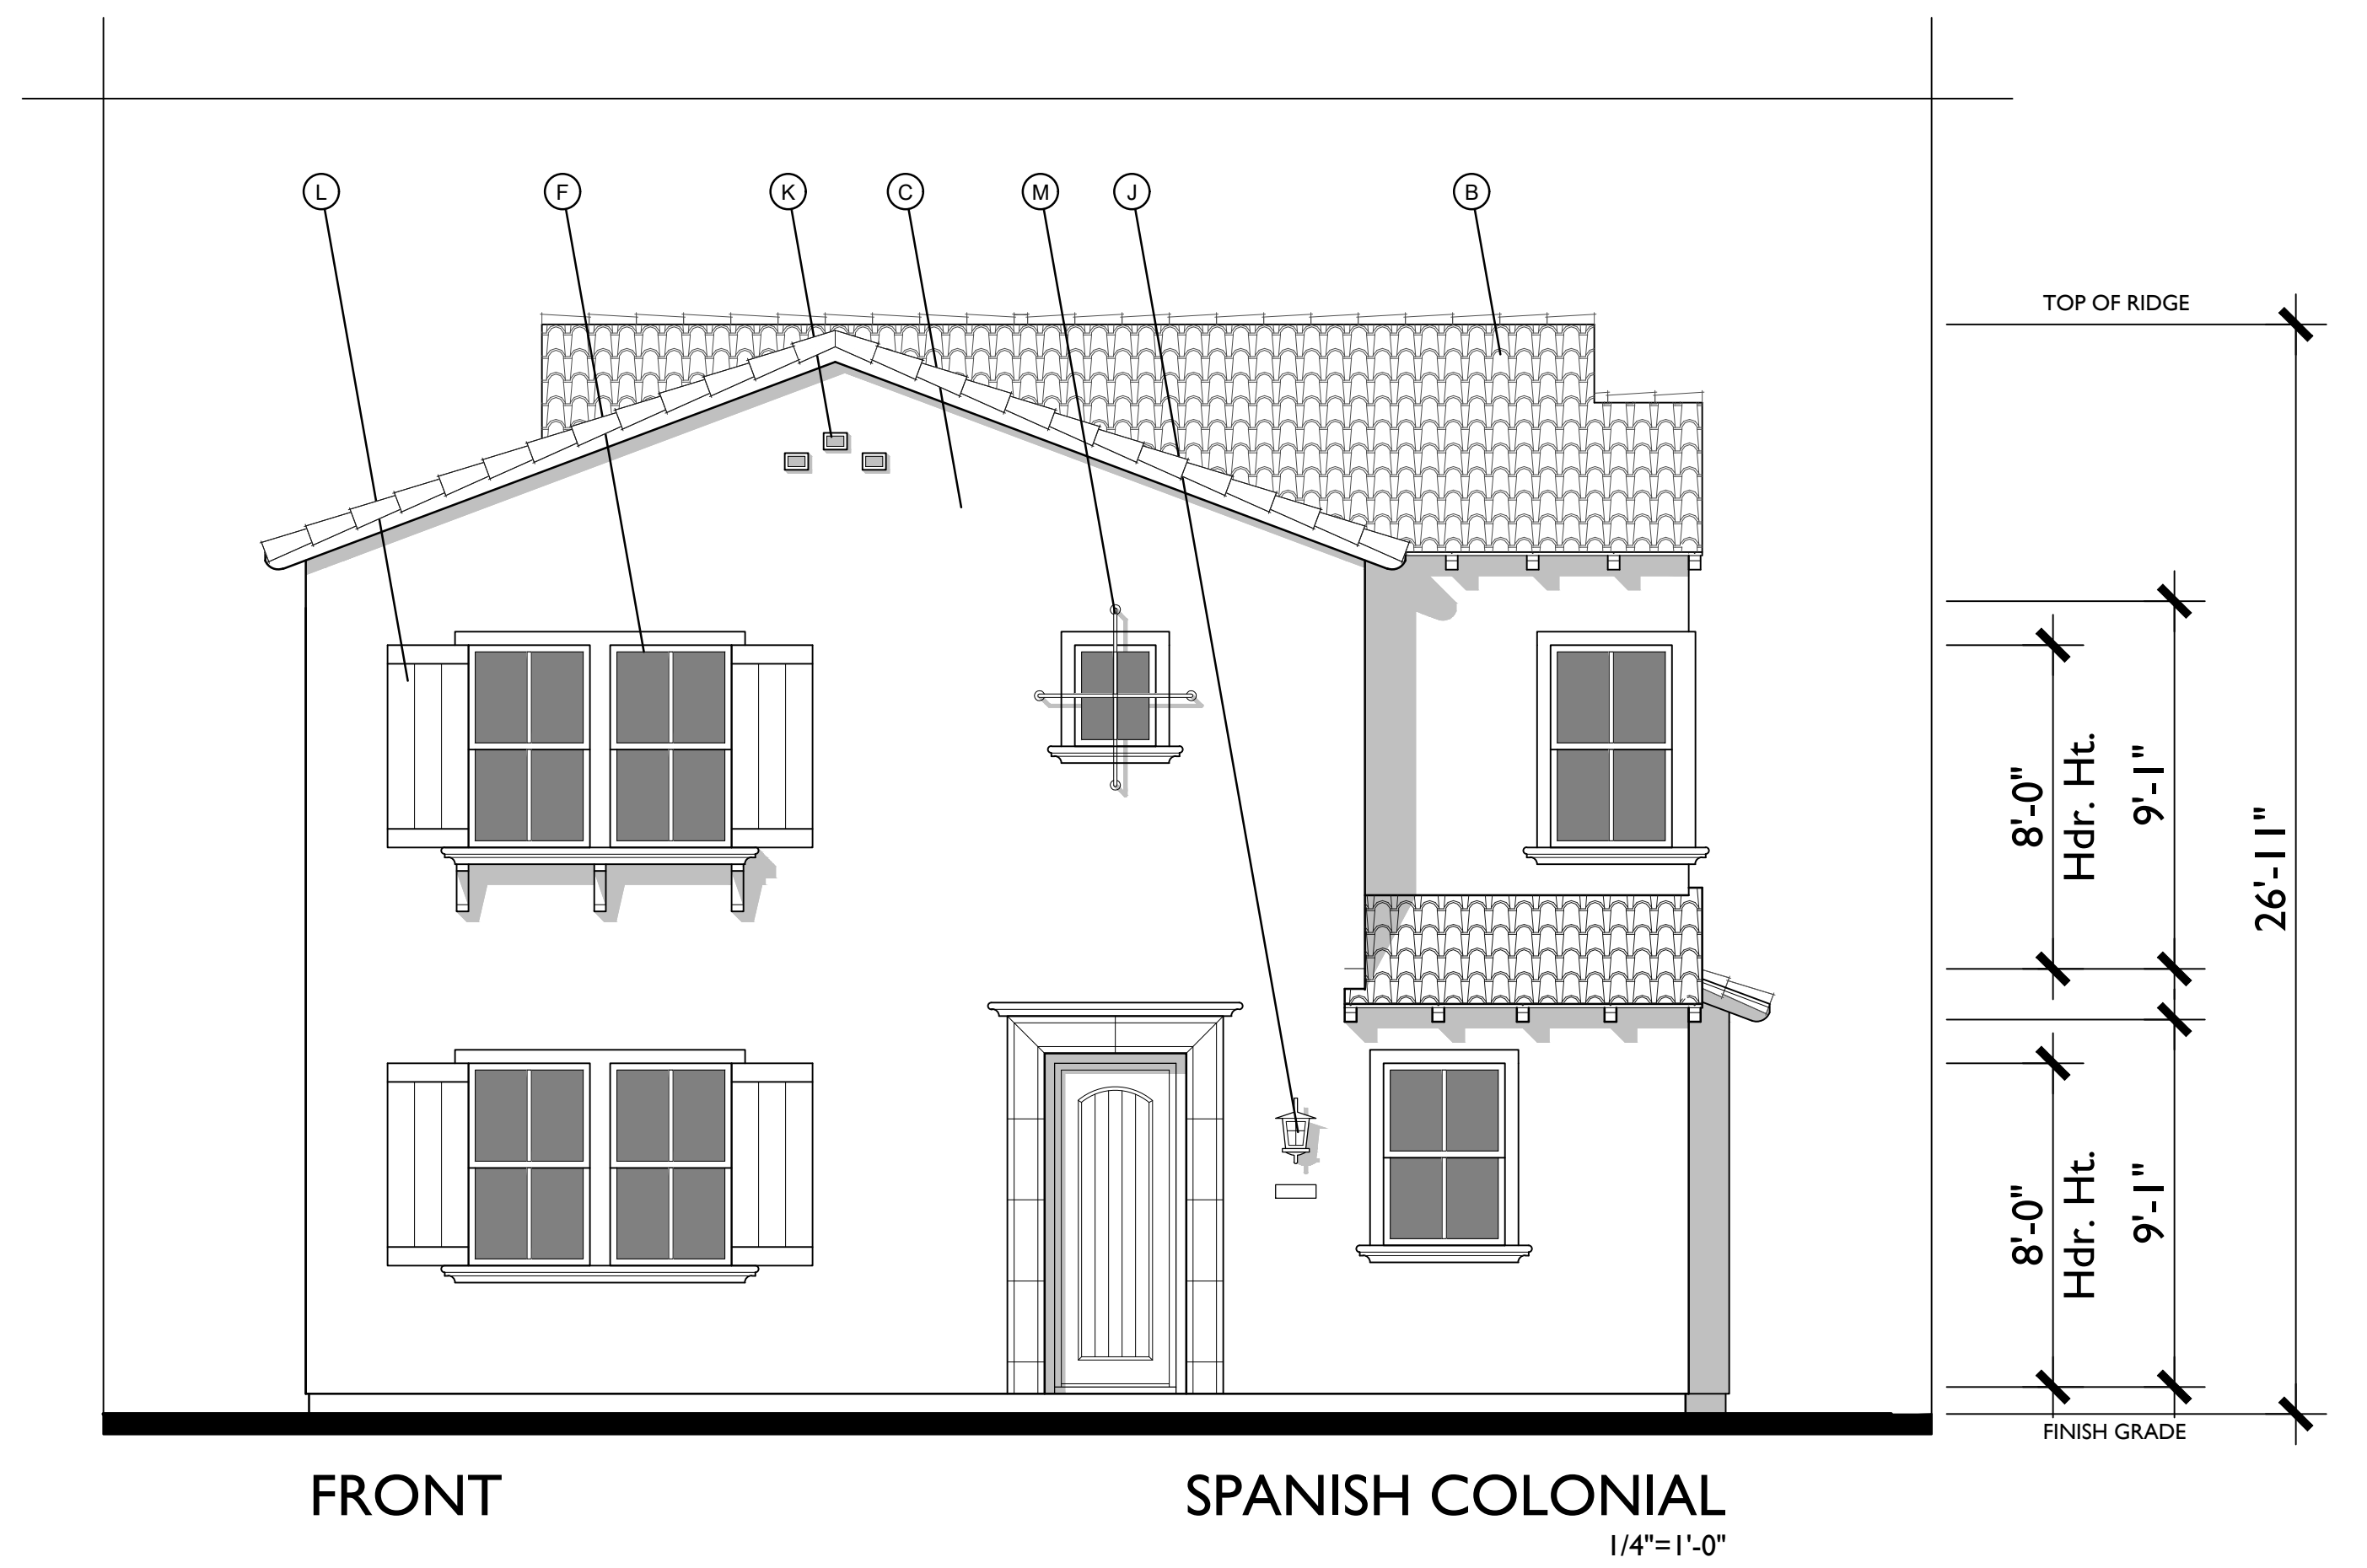 L F K C M J B
TOP OF RIDGE
8'-0"
Hdr. Ht.
9'-1"
26'-11"
8'-0"
Hdr. Ht.
9'-1"
FINISH GRADE
FRONT
SPANISH COLONIAL
1/4"=1'-0"